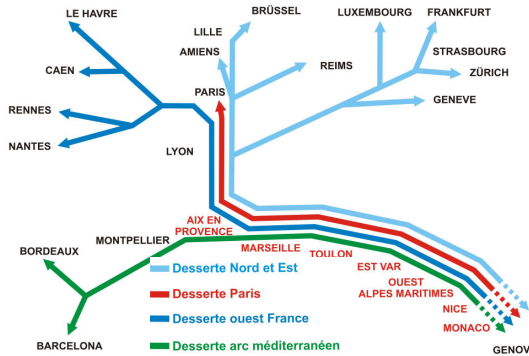 LE HAVRE
BRÜSSEL
LUXEMBOURG
FRANKFURT
LILLE
AMIENS
STRASBOURG
CAEN
REIMS
ZÜRICH
PARIS
GENEVE
RENNES
NANTES
LYON
AIX EN
PROVENCE
MONTPELLIER
MARSEILLE
BORDEAUX
TOULON
EST VAR
Desserte Nord et Est
OUEST
ALPES MARITIMES
Desserte Paris
NICE
Desserte ouest France
MONACO
BARCELONA
Desserte arc méditerranéen
GENOV